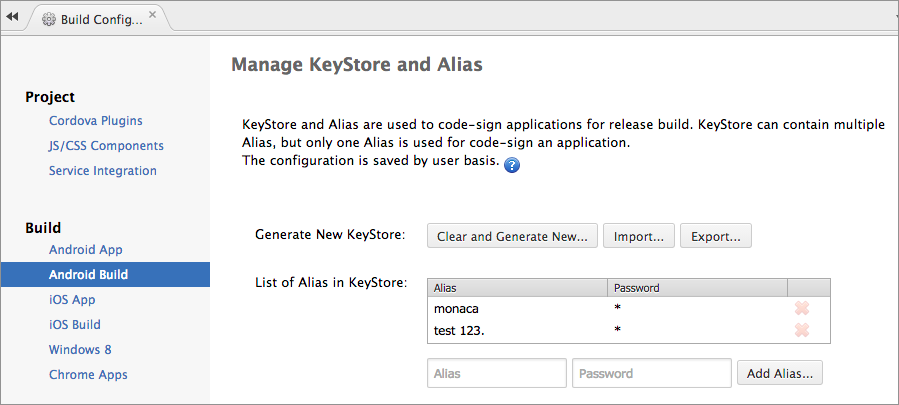 Build Config...
Manage KeyStore and Alias
Project
Cordova Plugins
JS/CSS Components
Service Integration
Build
Android App
Android Build
iOS App
iOS Build
Windows 8
Chrome Apps
KeyStore and Alias are used to code-sign applications for release build. KeyStore can contain multiple
Alias, but only one Alias is used for code-sign an application.
The configuration is saved by user basis. ?
Generate New KeyStore: Clear and Generate New... Import... Export...
List of Alias in KeyStore:
Alias Password
monaca *
test 123. *
Alias Password Add Alias...